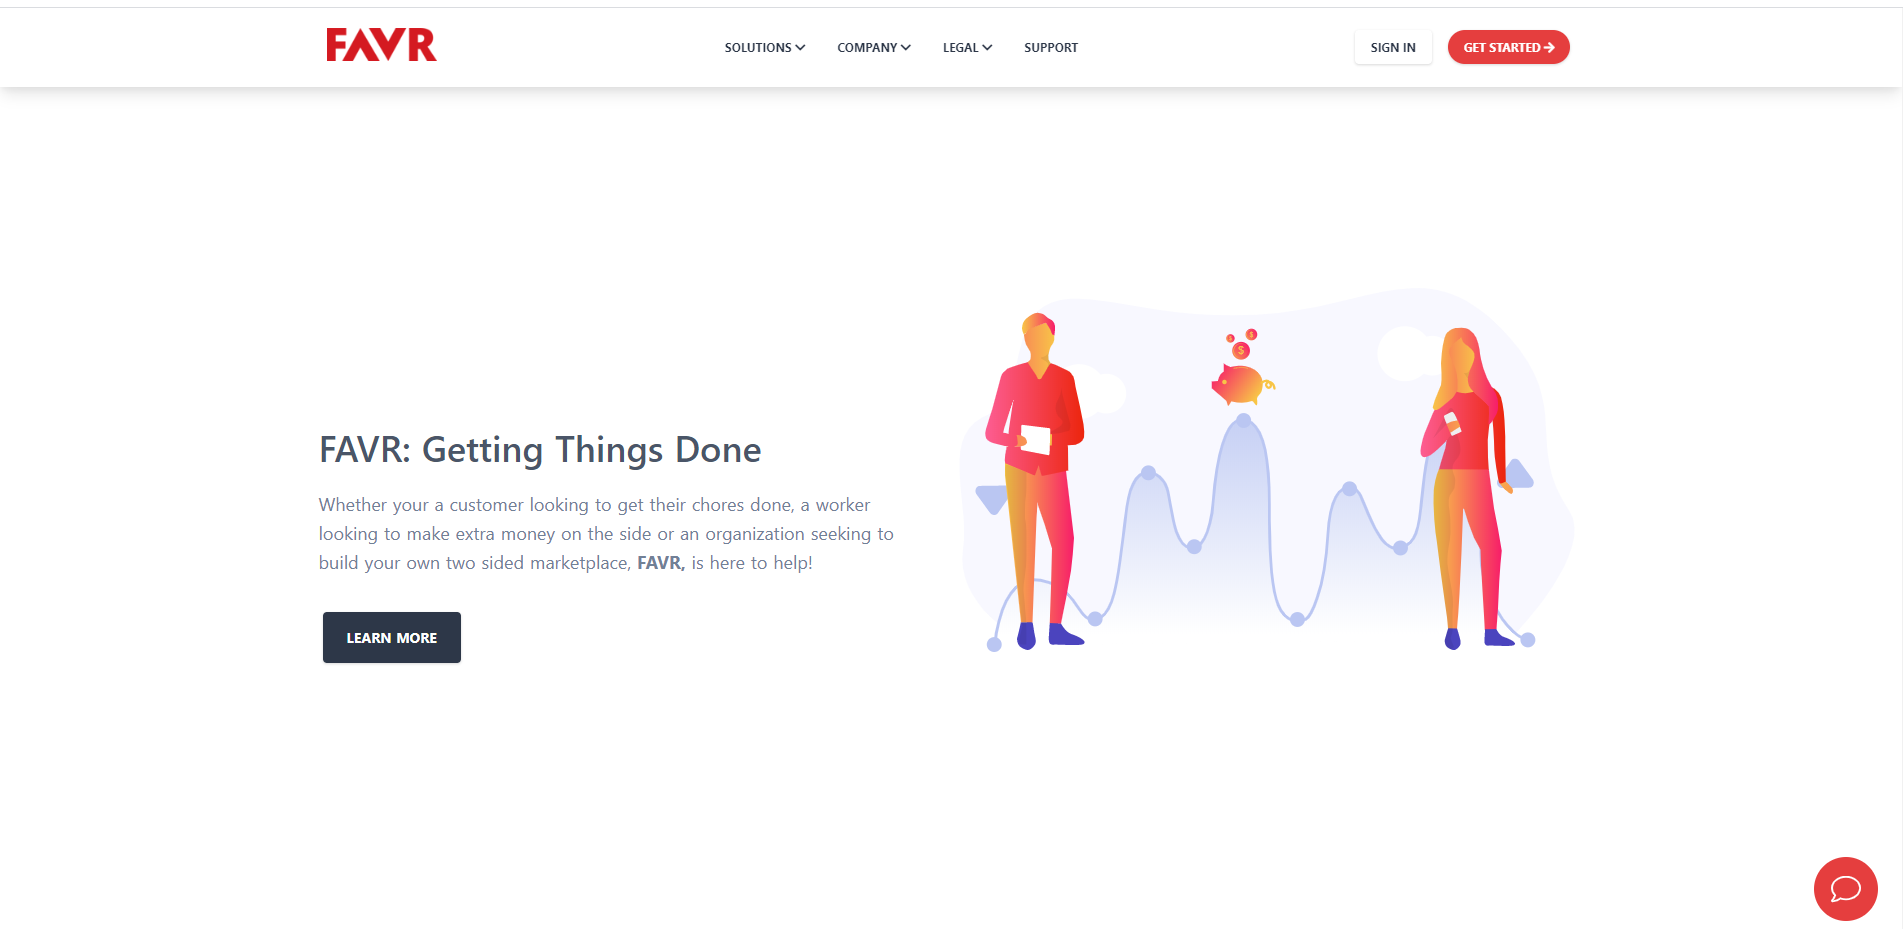 FAVR
SOLUTIONS
COMPANY
LEGAL
SUPPORT
SIGN IN
GET STARTED
FAVR: Getting Things Done
Whether your a customer looking to get their chores done, a worker
looking to make extra money on the side or an organization seeking to
build your own two sided marketplace, FAVR, is here to help!
LEARN MORE
$
$